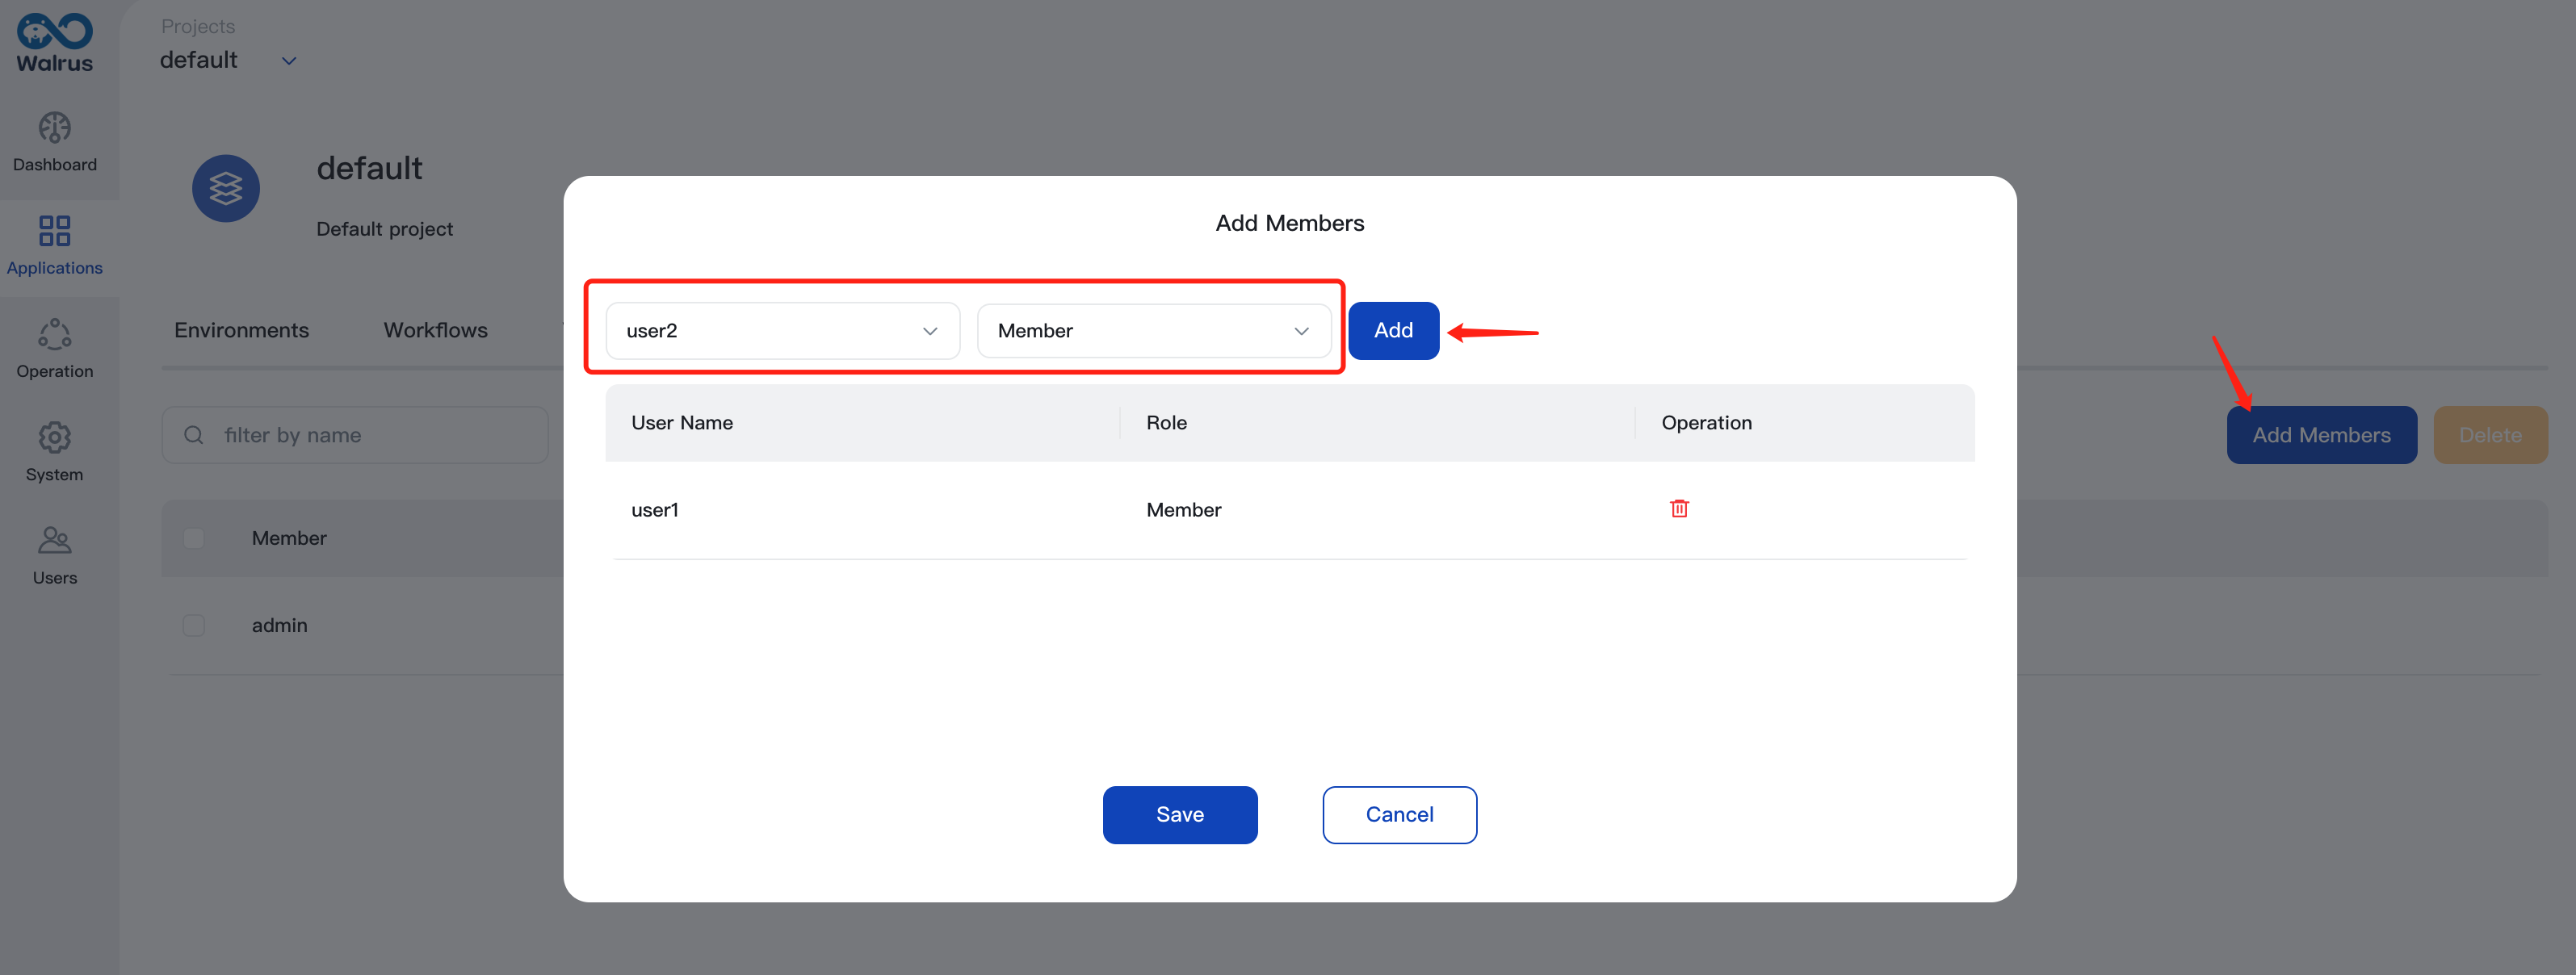 Walrus
Projects
default
Dashboard
Applications
Operation
System
Users
default
Default project
Environments
Workflows
filter by name
Add Members
Delete
Member
admin
Add Members
user2
Member
Add
User Name
Role
Operation
user1
Member
Save
Cancel